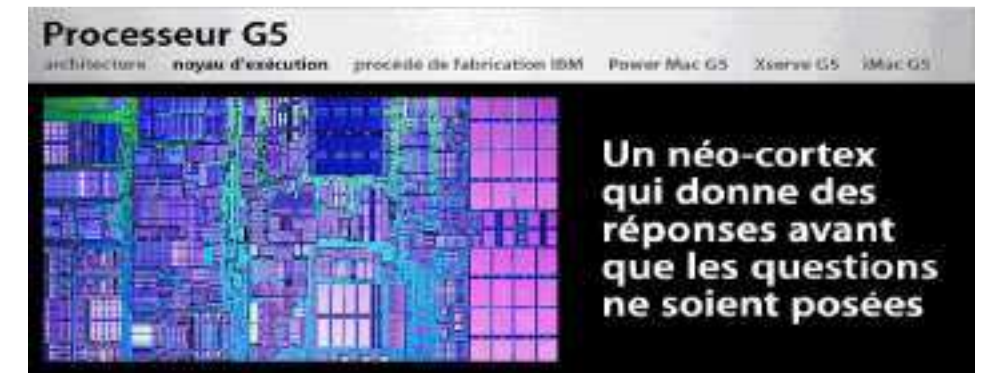 Processeur G5
architecture noyau d'exécution procédé de fabrication IBM Power Mac G5 Xserve G5 iMac G5
Un néo-cortex
qui donne des
réponses avant
que les questions
ne soient posées